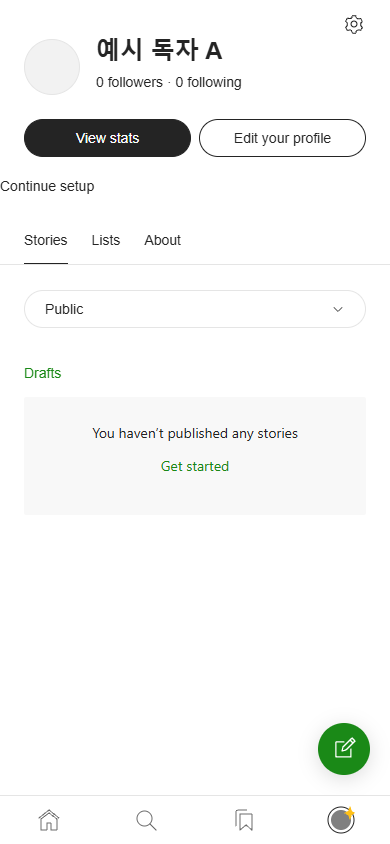 예시 독자 A
0 followers · 0 following
View stats
Edit your profile
Continue setup
Stories Lists About
Public
Drafts
You haven't published any stories
Get started